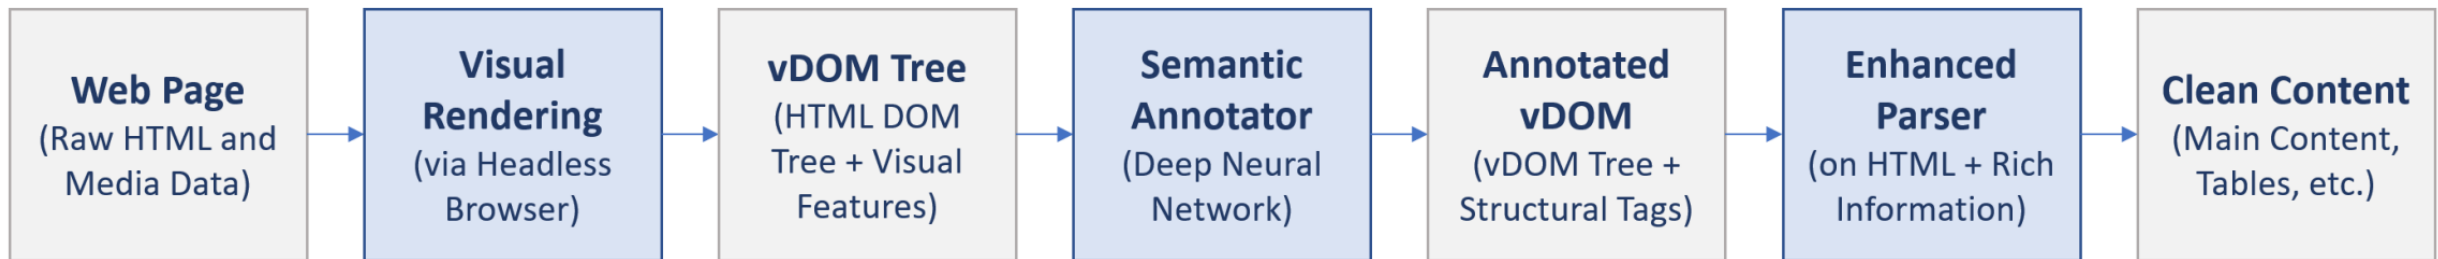 Web Page
(Raw HTML and
Media Data)
Visual
Rendering
(via Headless
Browser)
vDOM Tree
(HTML DOM
Tree + Visual
Features)
Semantic
Annotator
(Deep Neural
Network)
Annotated
vDOM
(vDOM Tree +
Structural Tags)
Enhanced
Parser
(on HTML + Rich
Information)
Clean Content
(Main Content,
Tables, etc.)